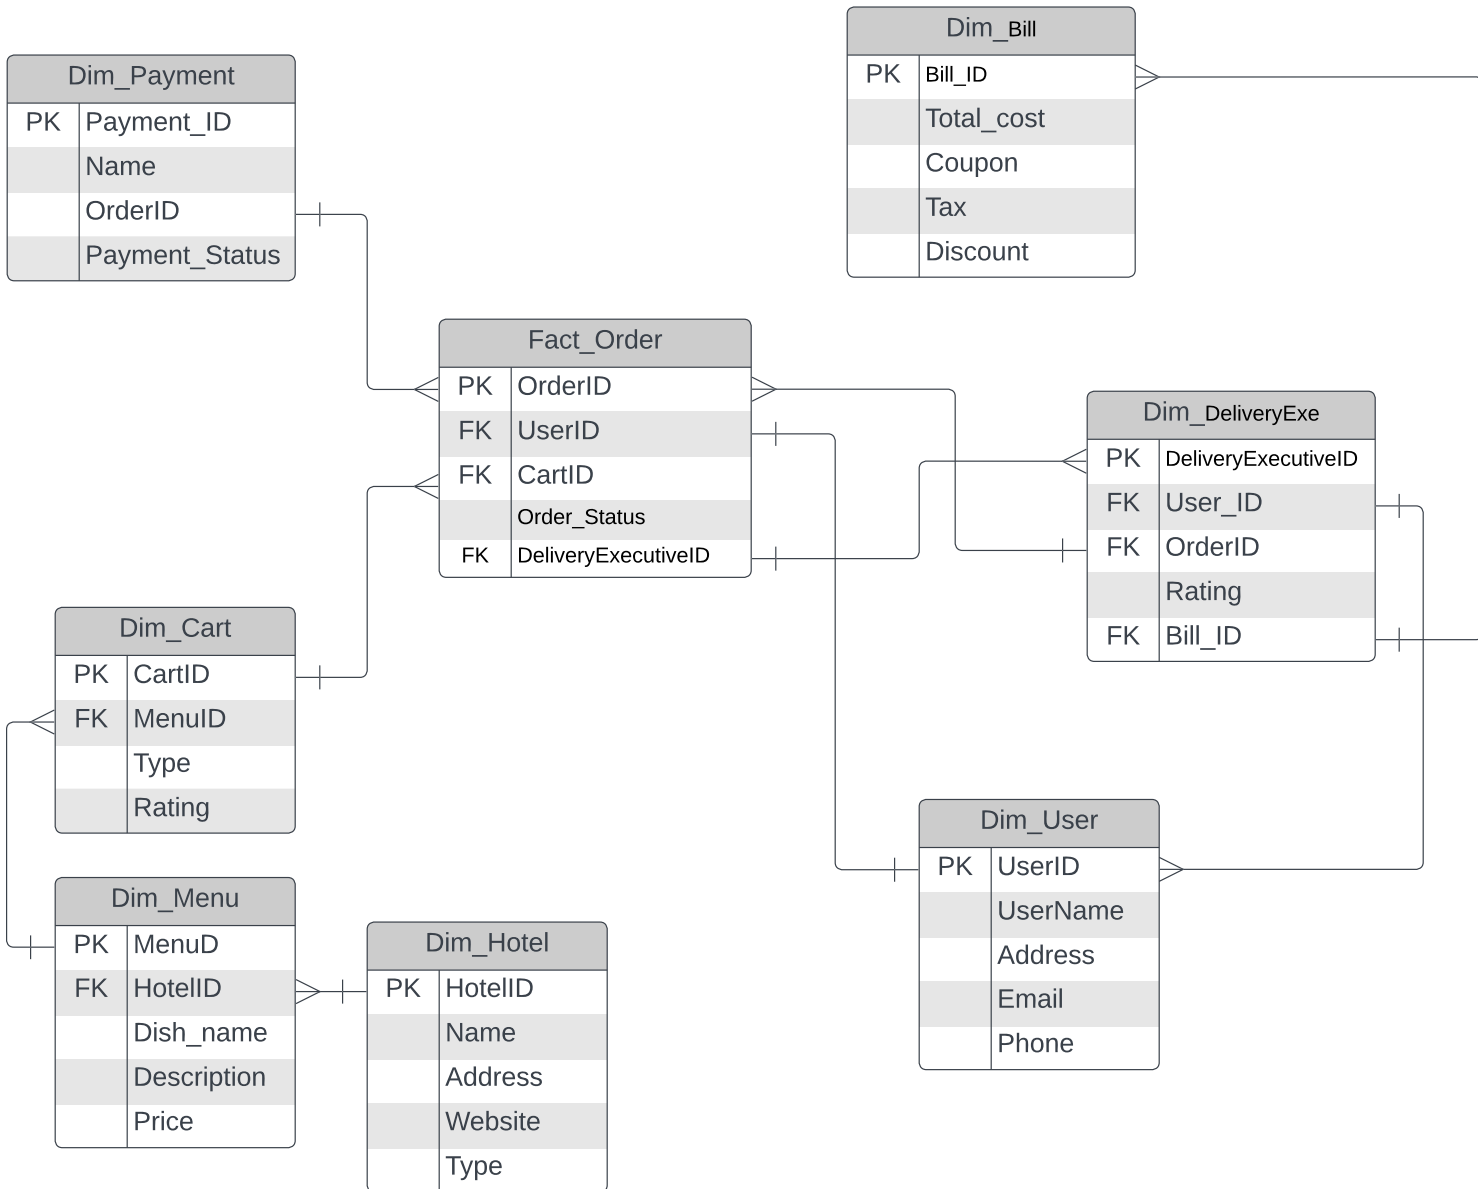 Dim_Payment
PK Payment_ID
Name
OrderID
Payment_Status
Dim_Bill
PK Bill_ID
Total_cost
Coupon
Tax
Discount
Fact_Order
PK OrderID
FK UserID
FK CartID
Order_Status
FK DeliveryExecutiveID
Dim_DeliveryExe
PK DeliveryExecutiveID
FK User_ID
FK OrderID
Rating
FK Bill_ID
Dim_Cart
PK CartID
FK MenuID
Type
Rating
Dim_User
PK UserID
UserName
Address
Email
Phone
Dim_Menu
PK MenuD
FK HotelID
Dish_name
Description
Price
Dim_Hotel
PK HotelID
Name
Address
Website
Type